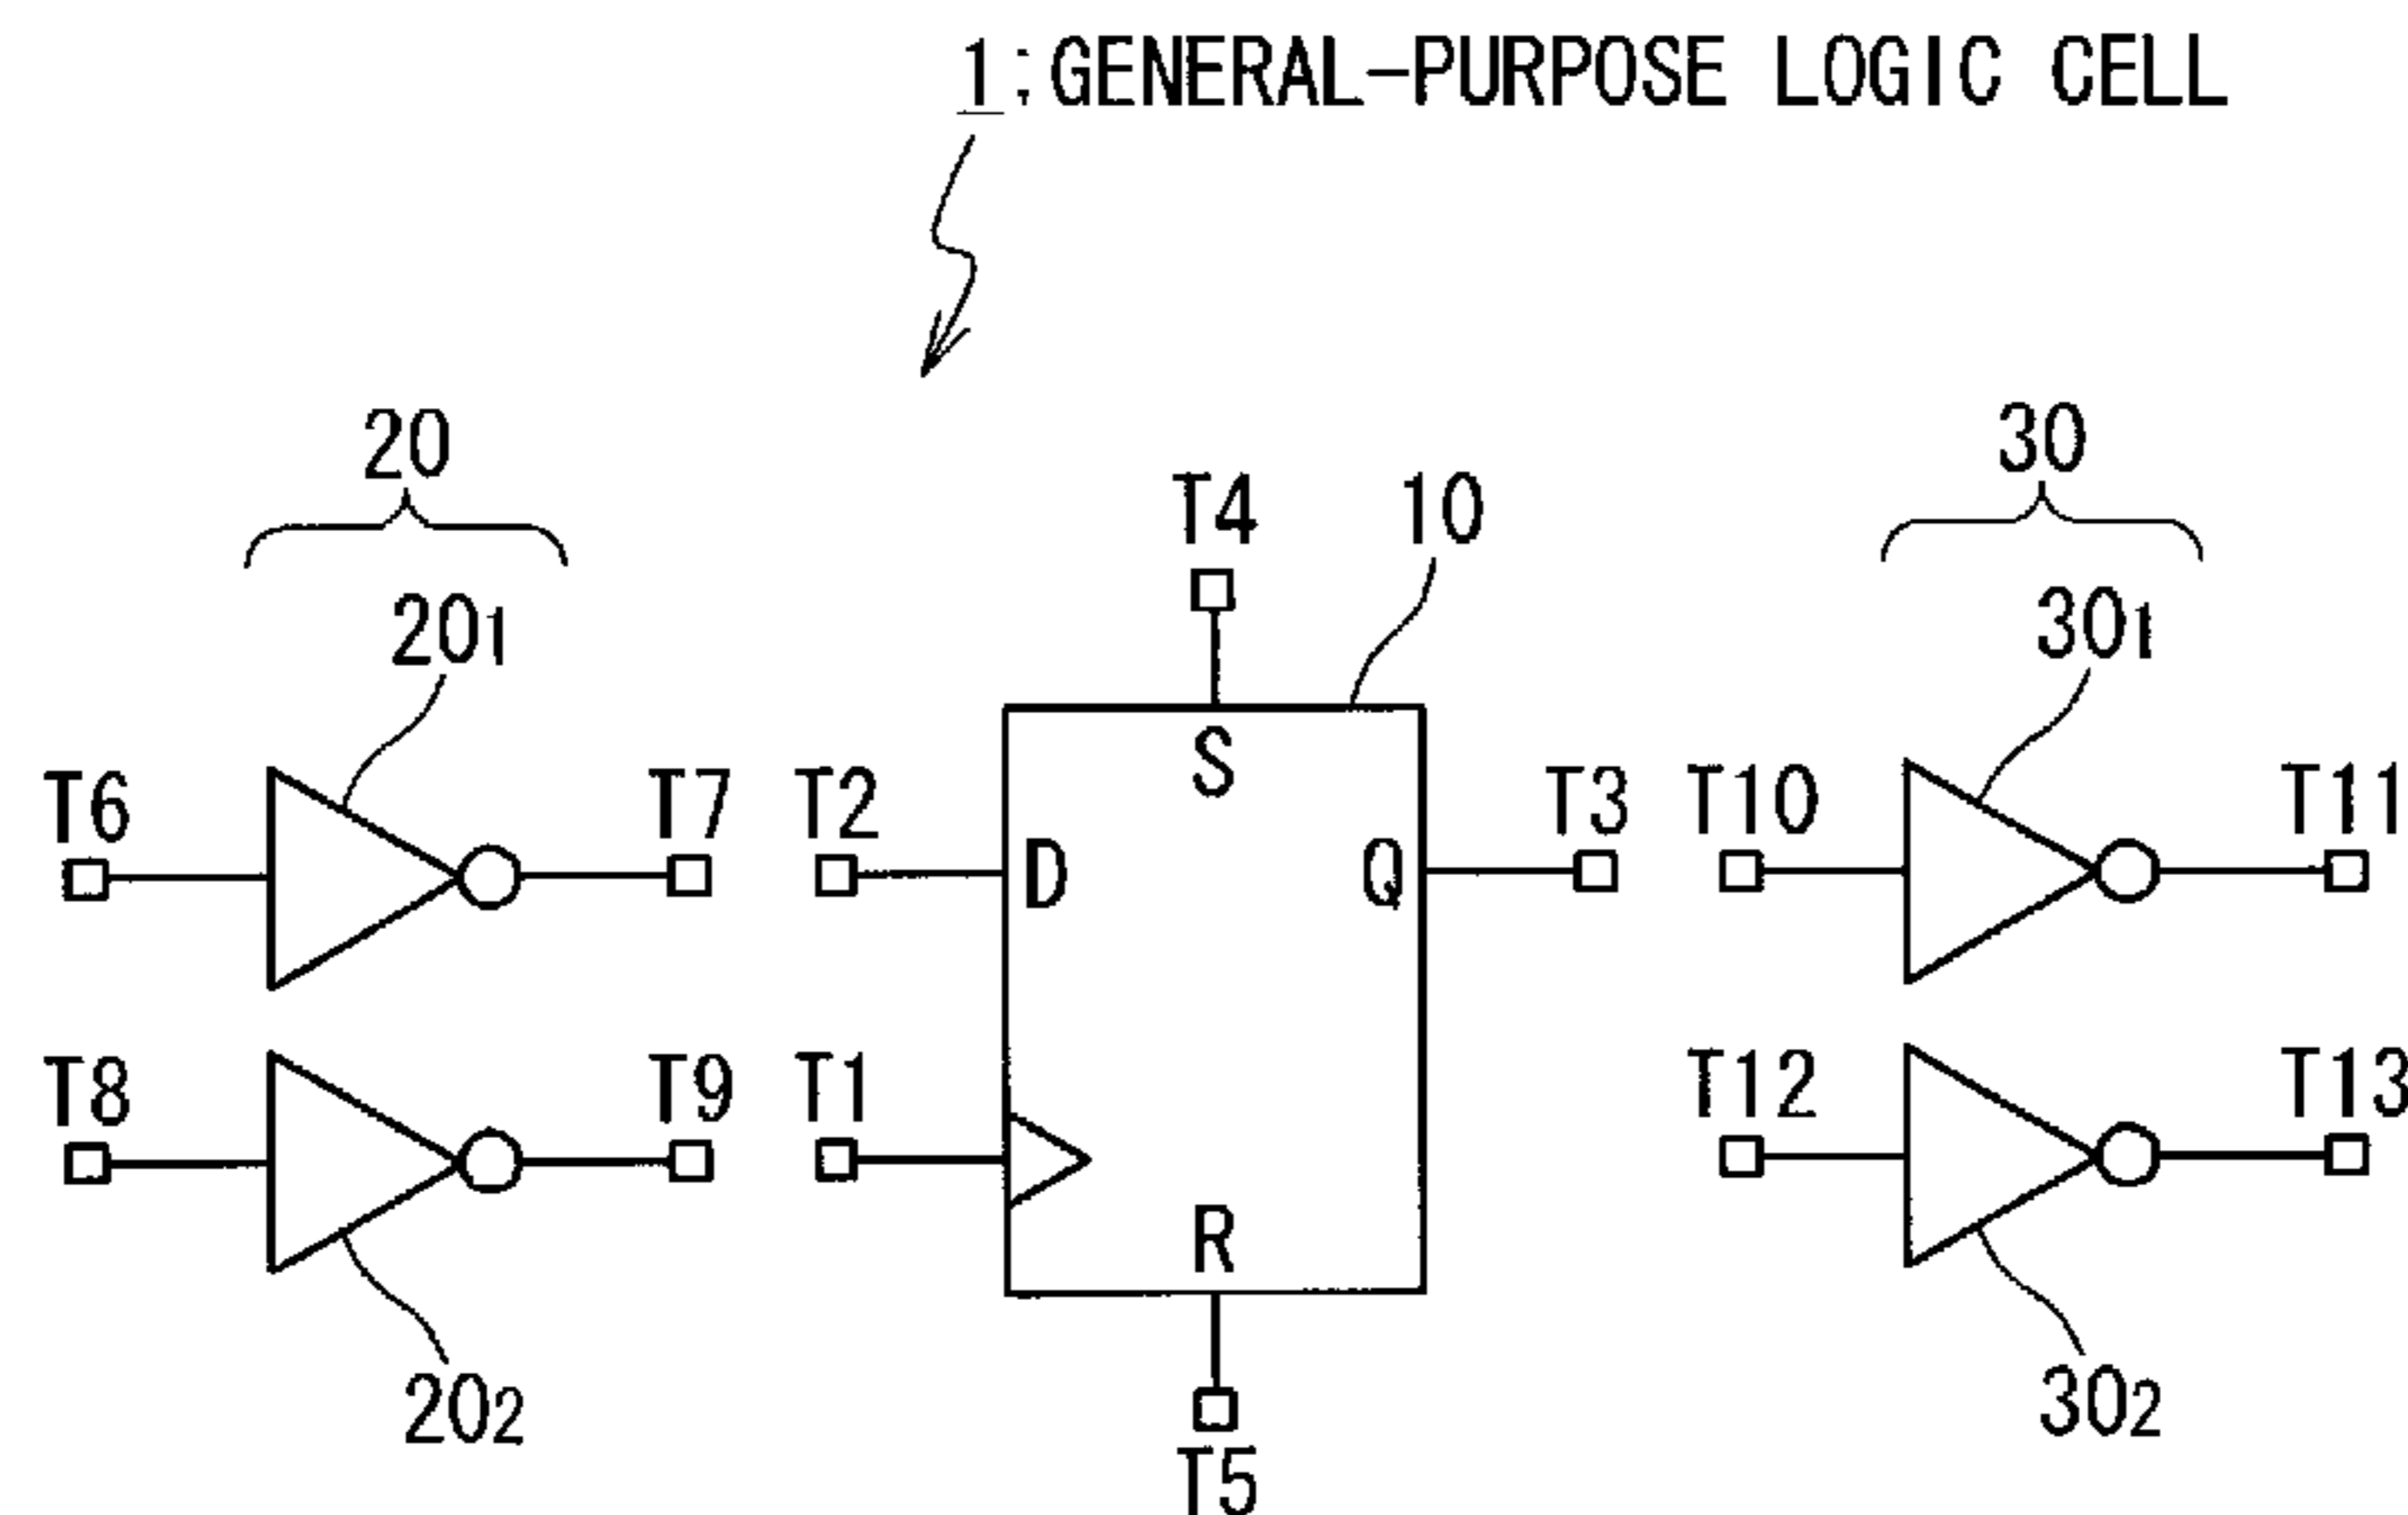 1:GENERAL-PURPOSE LOGIC CELL
20
30
T4
10
20₁
30₁
S
T6
T7
T2
D
Q
T3
T10
T11
T8
T9
T1
T12
T13
R
20₂
30₂
T5